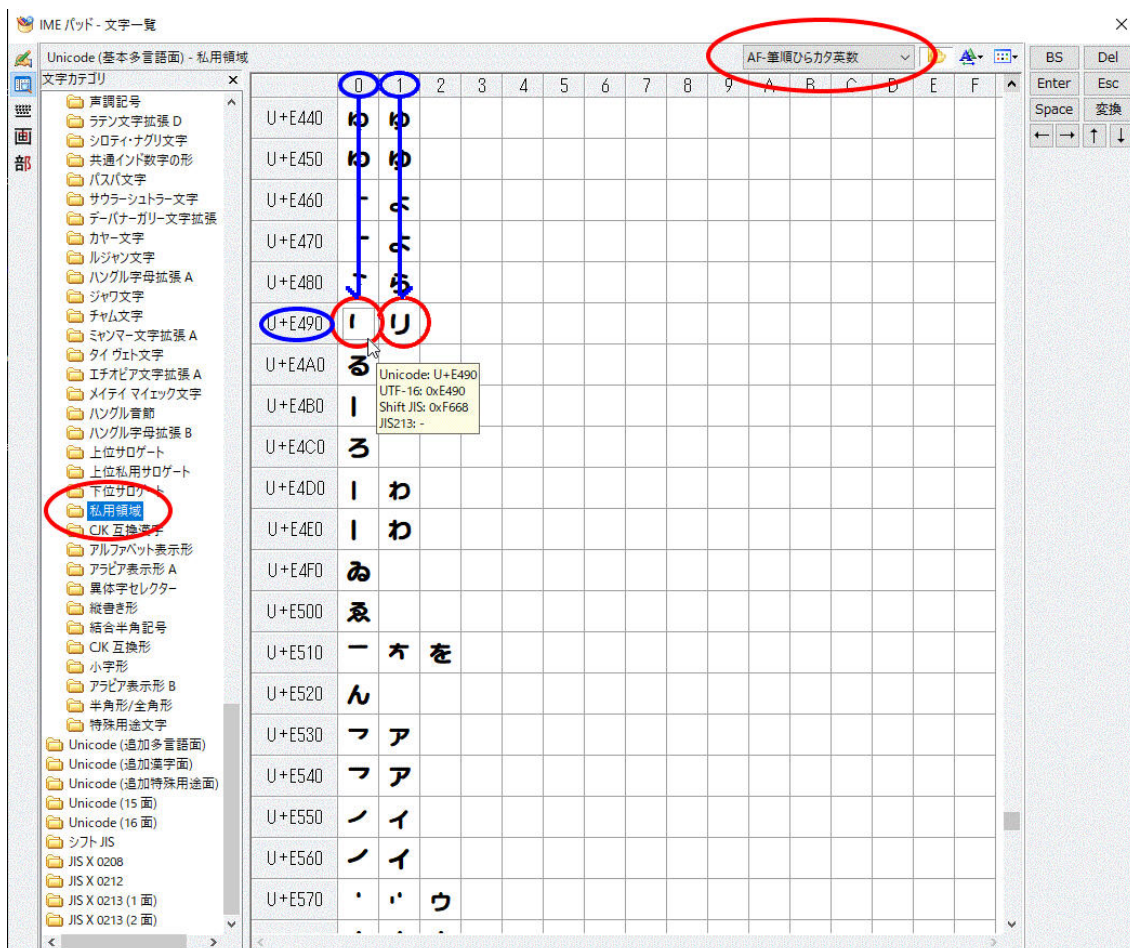 IME パッド - 文字一覧
Unicode (基本多言語面) - 私用領域
AF-筆順ひらカタ英数
BS Del
Enter Esc
Space 変換
← → ↑ ↓
画
部
文字カテゴリ
声調記号
ラテン文字拡張 D
シロティ・ナグリ文字
共通インド数字の形
パスパ文字
サウラーシュトラー文字
デーバナーガリー文字拡張
カヤー文字
ルジャン文字
ハングル字母拡張 A
ジャワ文字
チャム文字
ミャンマー文字拡張 A
タイ ヴェト文字
エチオピア文字拡張 A
メイテイ マイェック文字
ハングル音節
ハングル字母拡張 B
上位サロゲート
上位私用サロゲート
下位サロゲート
私用領域
CJK 互換漢字
アルファベット表示形
アラビア表示形 A
異体字セレクター
縦書き形
結合半角記号
CJK 互換形
小字形
アラビア表示形 B
半角形/全角形
特殊用途文字
Unicode (追加多言語面)
Unicode (追加漢字面)
Unicode (追加特殊用途面)
Unicode (15 面)
Unicode (16 面)
シフト JIS
JIS X 0208
JIS X 0212
JIS X 0213 (1 面)
JIS X 0213 (2 面)
0 1 2 3 4 5 6 7 8 9 A B C D E F
U+E440 ゆ ゆ
U+E450 ゆ ゆ
U+E460 よ
U+E470 よ
U+E480 ら
U+E490 り
U+E4A0 る
U+E4B0
U+E4C0 ろ
U+E4D0 わ
U+E4E0 わ
U+E4F0 ゐ
U+E500 ゑ
U+E510 を
U+E520 ん
U+E530 ア
U+E540 ア
U+E550 ノ イ
U+E560 ノ イ
U+E570 ウ
Unicode: U+E490
UTF-16: 0xE490
Shift JIS: 0xF668
JIS213: -